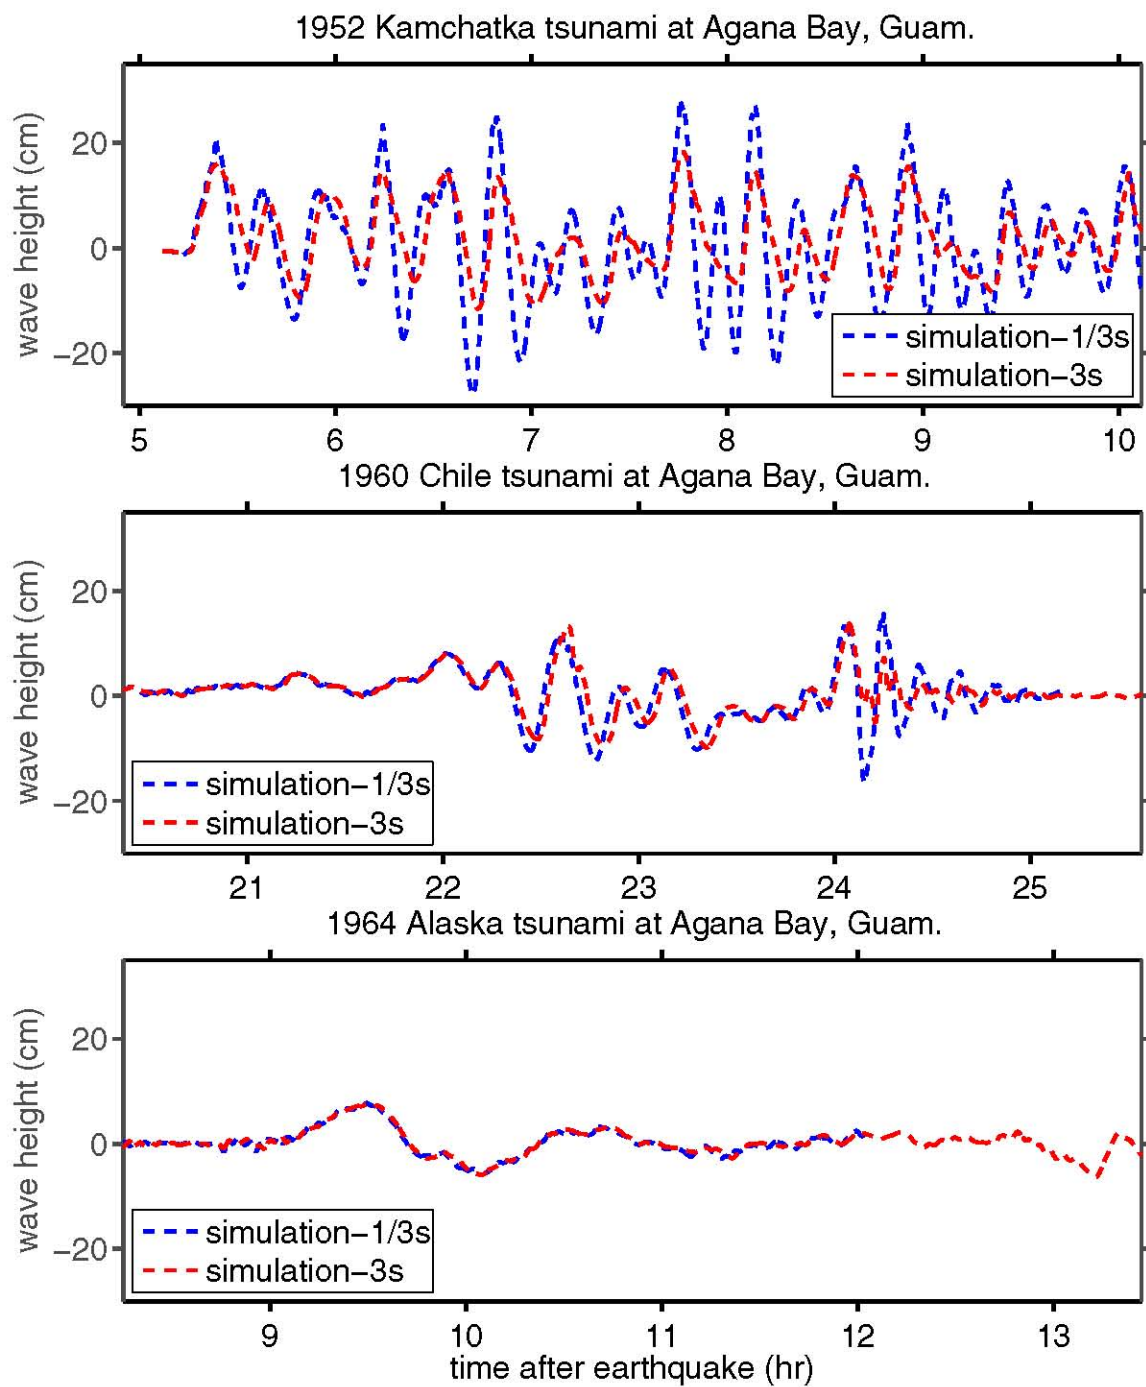 1952 Kamchatka tsunami at Agana Bay, Guam.
wave height (cm)
20
0
−20
simulation−1/3s
simulation−3s
5 6 7 8 9 10
1960 Chile tsunami at Agana Bay, Guam.
wave height (cm)
20
0
−20
simulation−1/3s
simulation−3s
21 22 23 24 25
1964 Alaska tsunami at Agana Bay, Guam.
wave height (cm)
20
0
−20
simulation−1/3s
simulation−3s
9 10 11 12 13
time after earthquake (hr)